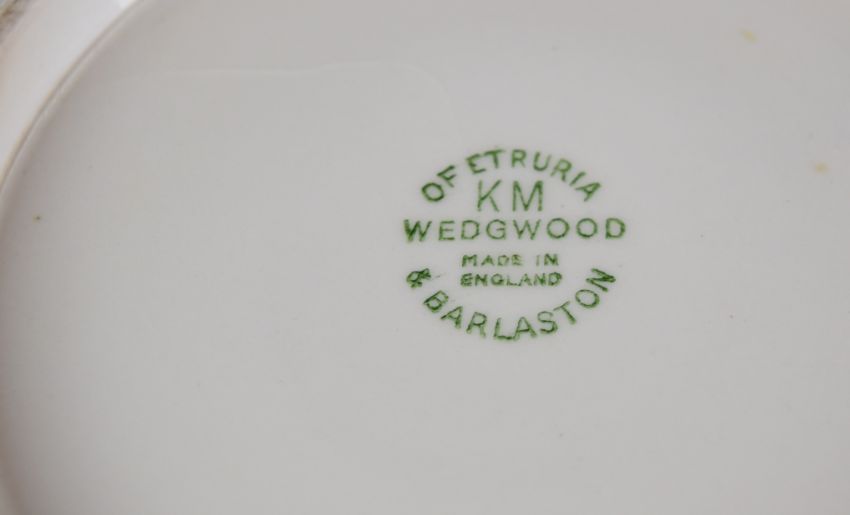 OF ETRURIA
KM
WEDGWOOD
MADE IN
ENGLAND
& BARLASTON